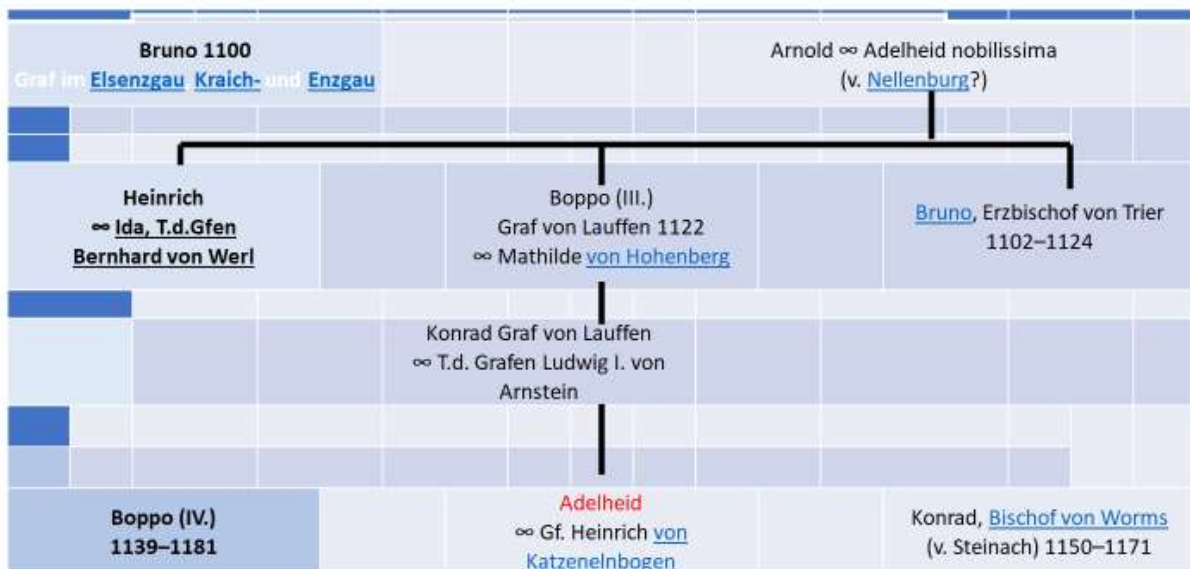 Bruno 1100
Graf im Elsenzgau Kraich- und Enzgau
Arnold ∞ Adelheid nobilissima
(v. Nellenburg?)
Heinrich
∞ Ida, T.d.Gfen
Bernhard von Werl
Boppo (III.)
Graf von Lauffen 1122
∞ Mathilde von Hohenberg
Bruno, Erzbischof von Trier
1102–1124
Konrad Graf von Lauffen
∞ T.d. Grafen Ludwig I. von
Arnstein
Boppo (IV.)
1139–1181
Adelheid
∞ Gf. Heinrich von
Katzenelnbogen
Konrad, Bischof von Worms
(v. Steinach) 1150–1171